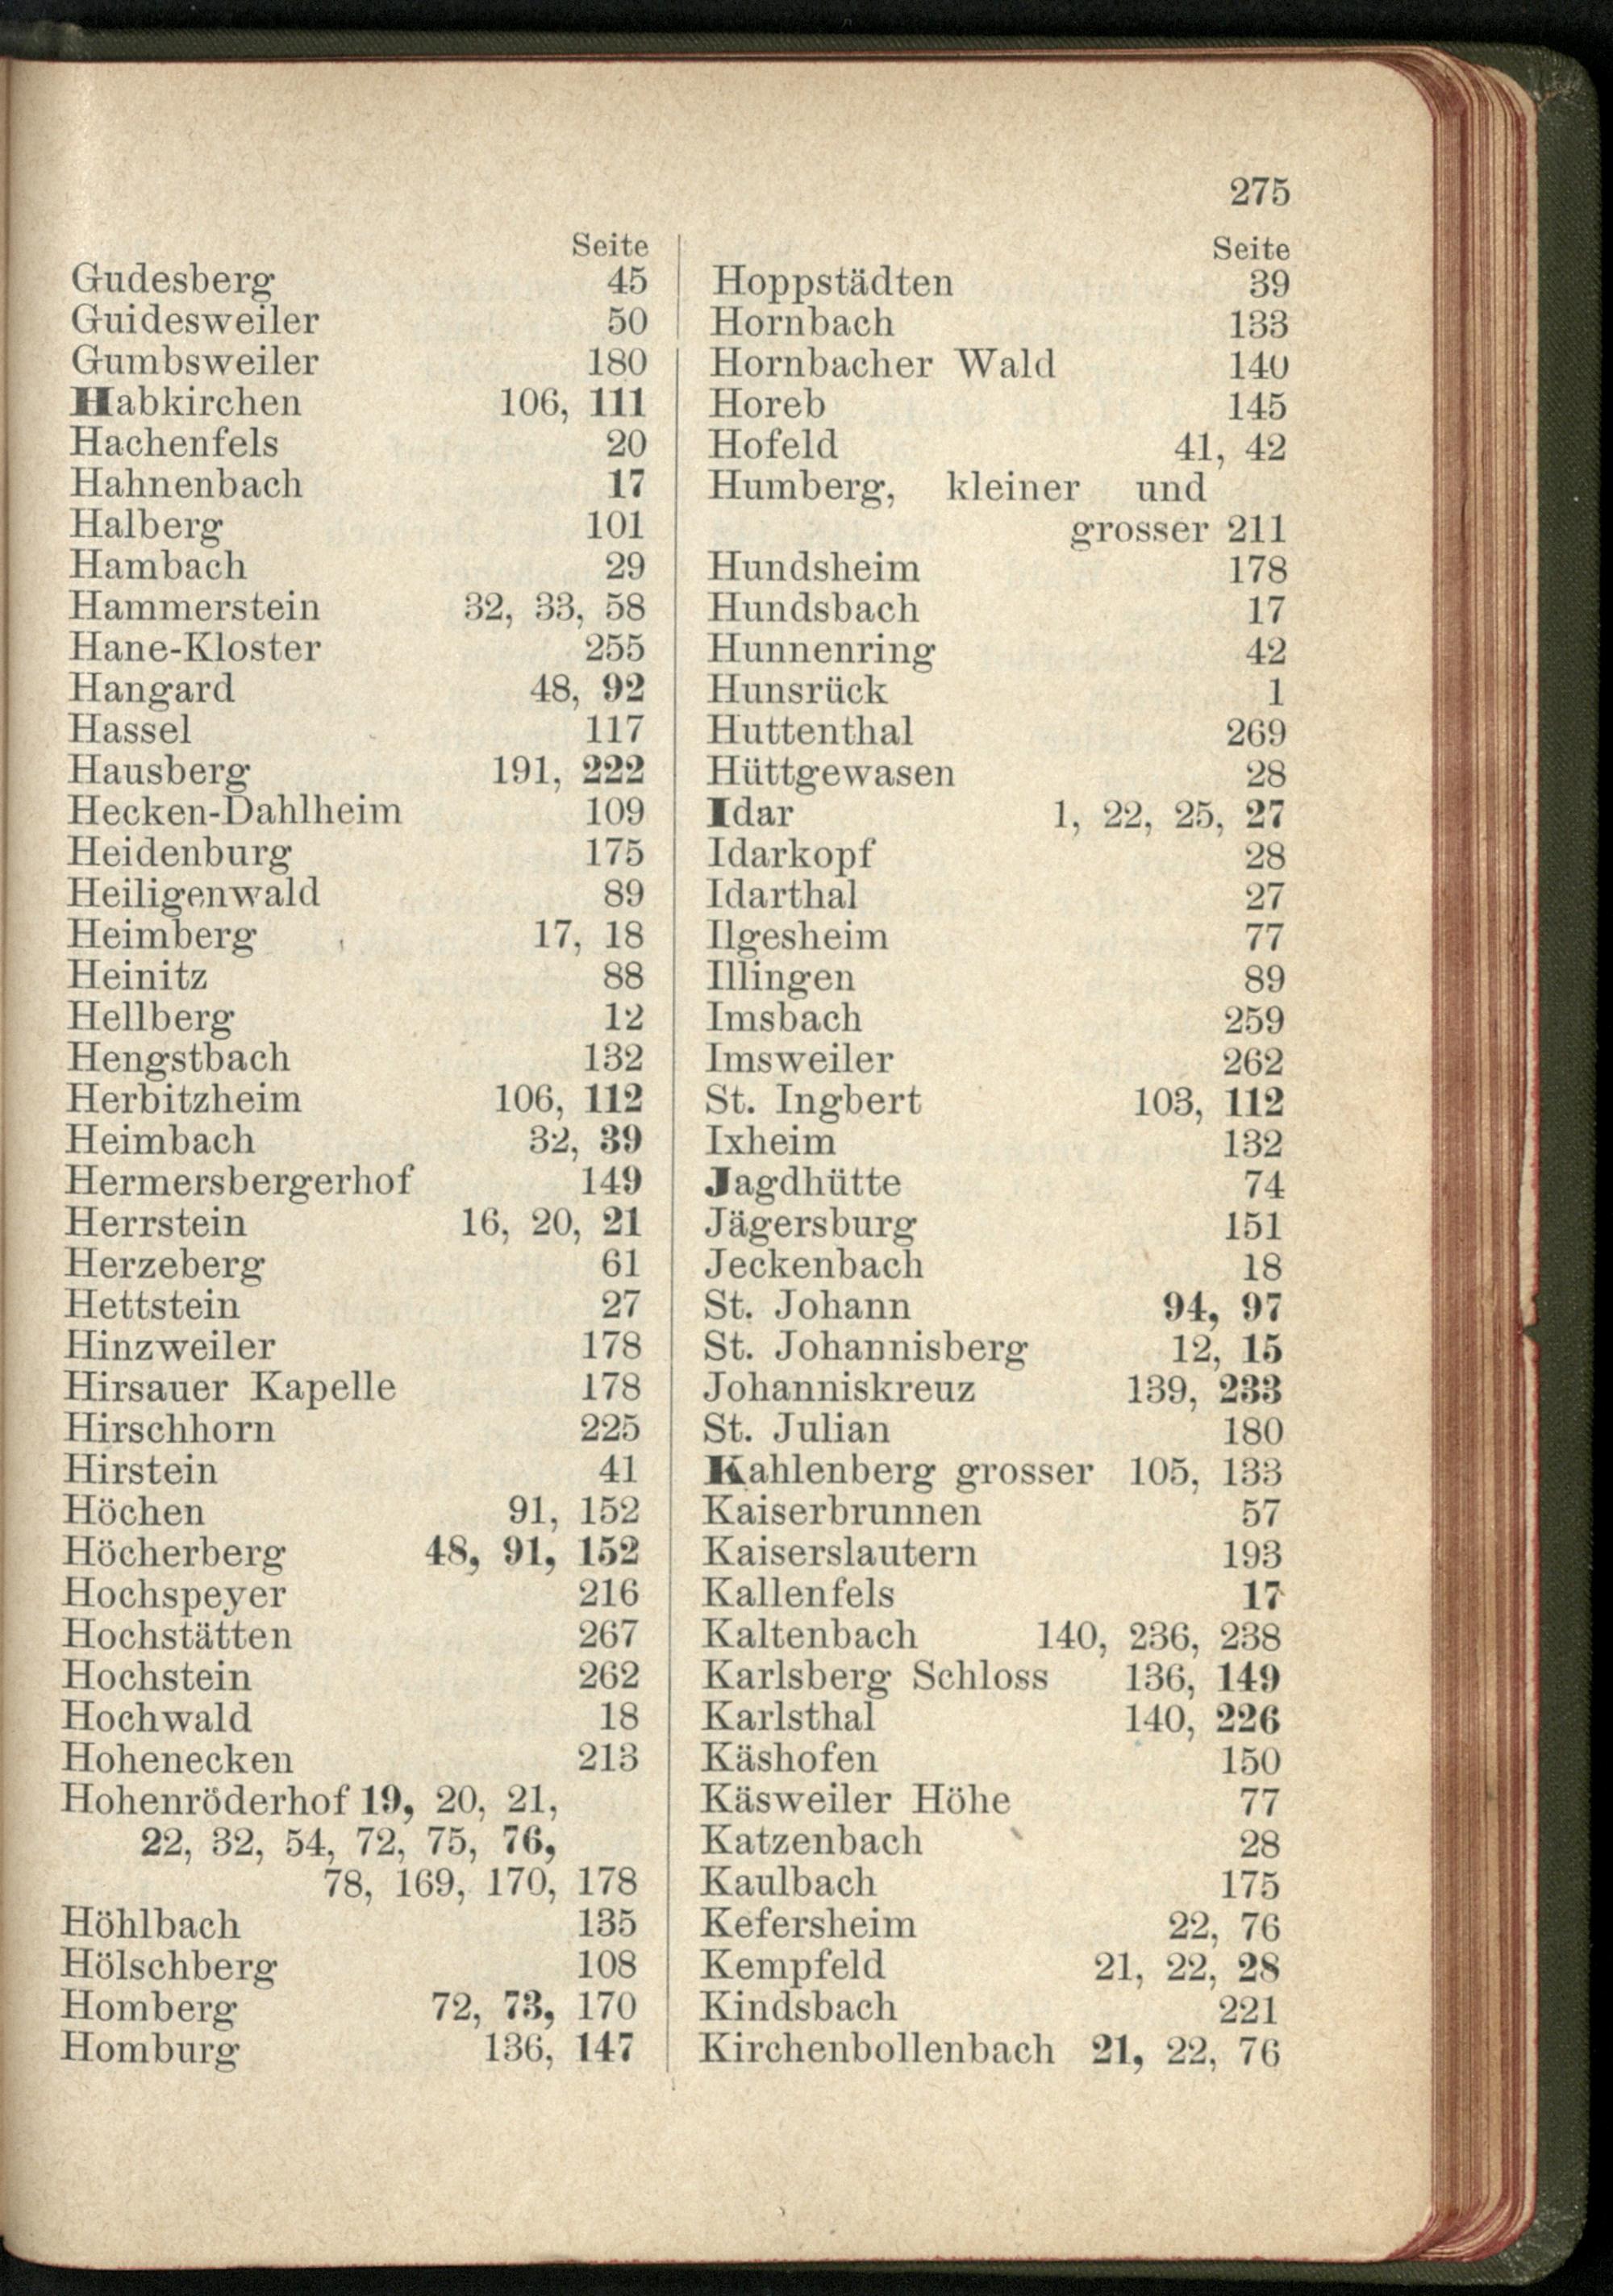 275
Seite
Gudesberg 45
Guidesweiler 50
Gumbsweiler 180
Habkirchen 106, 111
Hachenfels 20
Hahnenbach 17
Halberg 101
Hambach 29
Hammerstein 32, 33, 58
Hane-Kloster 255
Hangard 48, 92
Hassel 117
Hausberg 191, 222
Hecken-Dahlheim 109
Heidenburg 175
Heiligenwald 89
Heimberg 17, 18
Heinitz 88
Hellberg 12
Hengstbach 132
Herbitzheim 106, 112
Heimbach 32, 39
Hermersbergerhof 149
Herrstein 16, 20, 21
Herzeberg 61
Hettstein 27
Hinzweiler 178
Hirsauer Kapelle 178
Hirschhorn 225
Hirstein 41
Höchen 91, 152
Höcherberg 48, 91, 152
Hochspeyer 216
Hochstätten 267
Hochstein 262
Hochwald 18
Hohenecken 213
Hohenröderhof 19, 20, 21,
22, 32, 54, 72, 75, 76,
78, 169, 170, 178
Höhlbach 135
Hölschberg 108
Homberg 72, 73, 170
Homburg 136, 147
Seite
Hoppstädten 39
Hornbach 133
Hornbacher Wald 140
Horeb 145
Hofeld 41, 42
Humberg, kleiner und
grosser 211
Hundsheim 178
Hundsbach 17
Hunnenring 42
Hunsrück 1
Huttenthal 269
Hüttgewasen 28
Idar 1, 22, 25, 27
Idarkopf 28
Idarthal 27
Ilgesheim 77
Illingen 89
Imsbach 259
Imsweiler 262
St. Ingbert 103, 112
Ixheim 132
Jagdhütte 74
Jägersburg 151
Jeckenbach 18
St. Johann 94, 97
St. Johannisberg 12, 15
Johanniskreuz 139, 233
St. Julian 180
Kahlenberg grosser 105, 133
Kaiserbrunnen 57
Kaiserslautern 193
Kallenfels 17
Kaltenbach 140, 236, 238
Karlsberg Schloss 136, 149
Karlsthal 140, 226
Käshofen 150
Käsweiler Höhe 77
Katzenbach 28
Kaulbach 175
Kefersheim 22, 76
Kempfeld 21, 22, 28
Kindsbach 221
Kirchenbollenbach 21, 22, 76